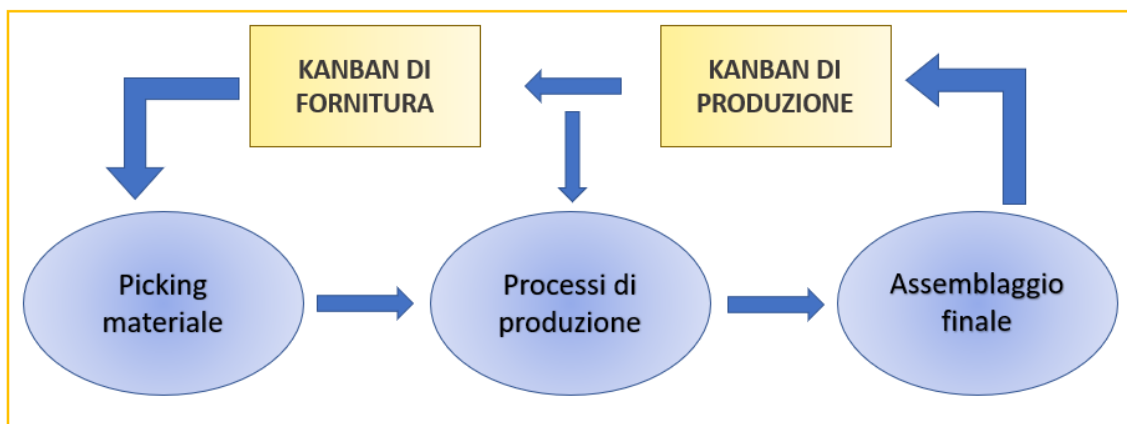 KANBAN DI
FORNITURA
KANBAN DI
PRODUZIONE
Picking
materiale
Processi di
produzione
Assemblaggio
finale